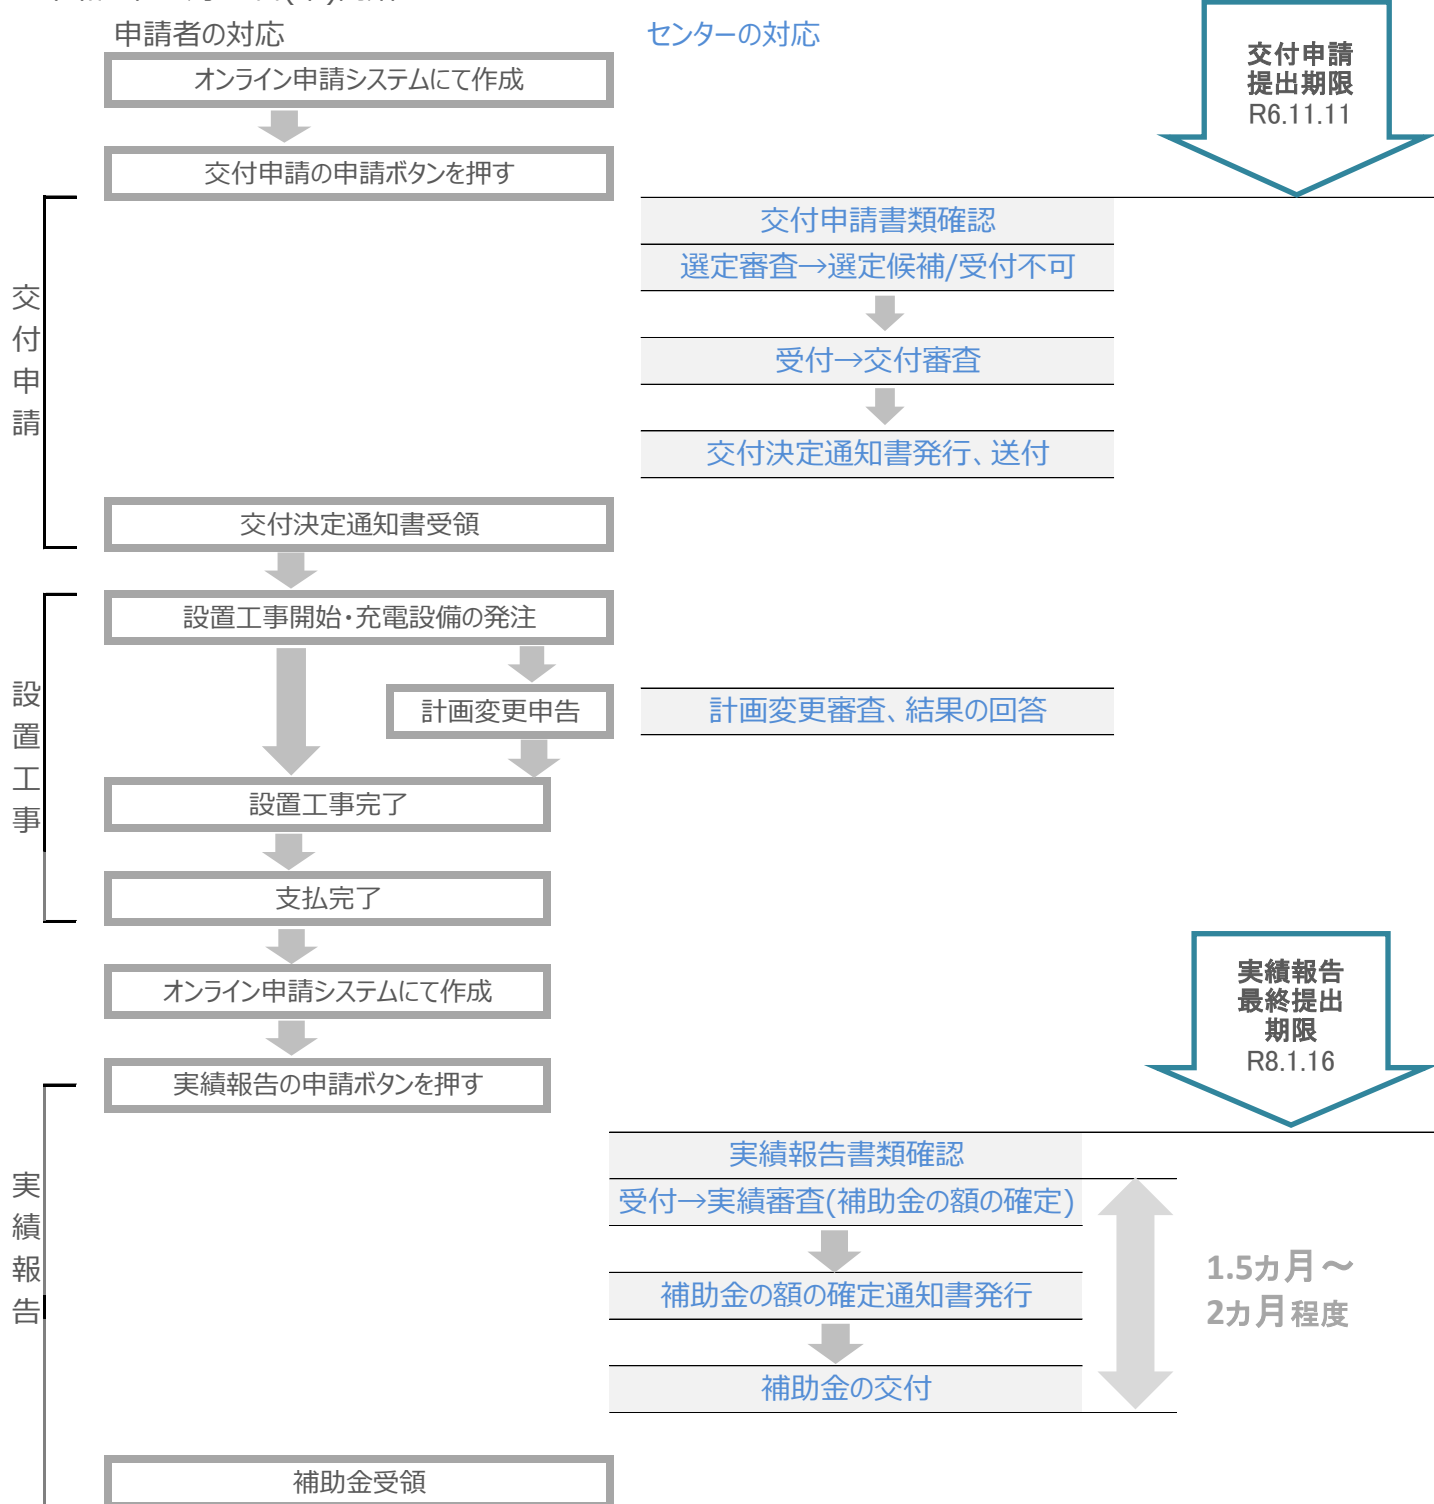 申請者の対応
センターの対応
交付申請
提出期限
R6.11.11
オンライン申請システムにて作成
交付申請の申請ボタンを押す
交付申請
交付申請書類確認
選定審査→選定候補/受付不可
受付→交付審査
交付決定通知書発行、送付
交付決定通知書受領
設置工事
設置工事開始・充電設備の発注
計画変更申告
計画変更審査、結果の回答
設置工事完了
支払完了
オンライン申請システムにて作成
実績報告の申請ボタンを押す
実績報告
最終提出
期限
R8.1.16
実績報告
実績報告書類確認
受付→実績審査(補助金の額の確定)
補助金の額の確定通知書発行
補助金の交付
1.5カ月～
2カ月程度
補助金受領